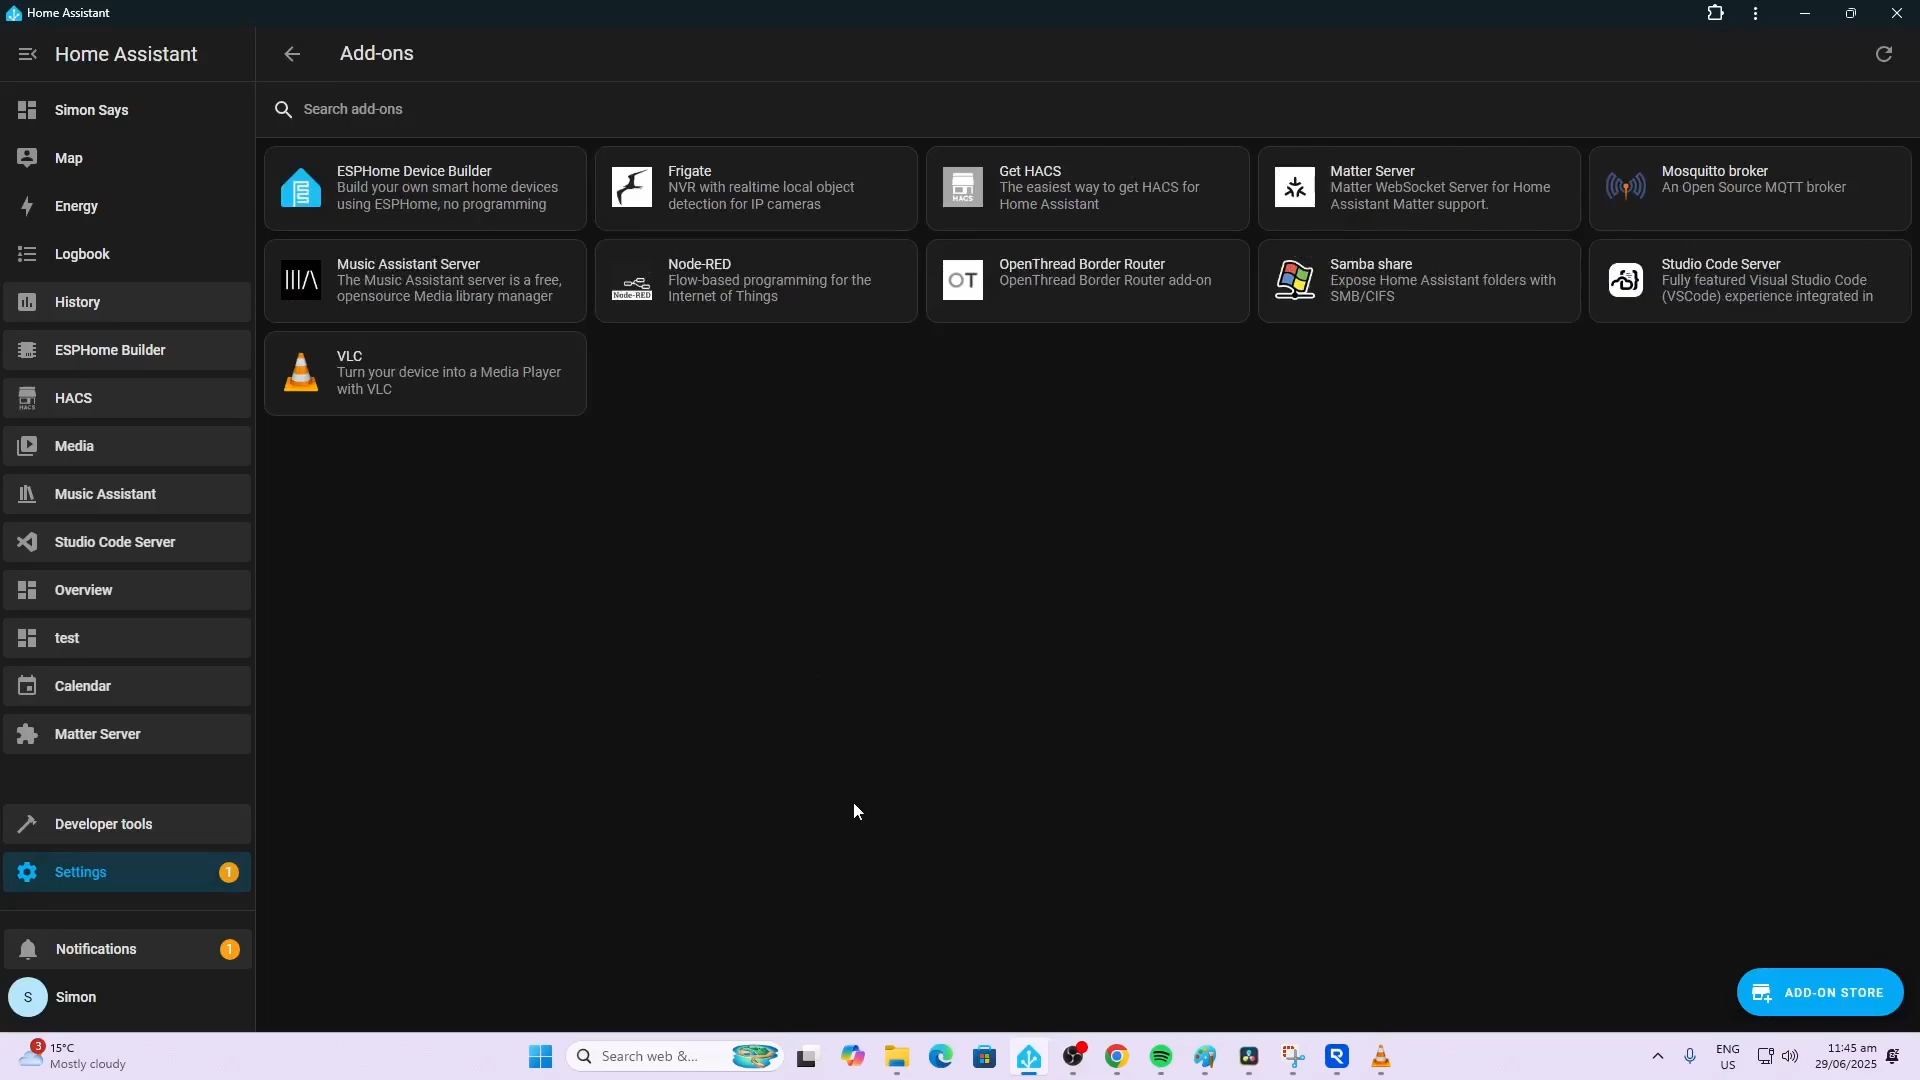 Home Assistant
Home Assistant
Add-ons
Search add-ons
Simon Says
Map
Energy
Logbook
History
ESPHome Builder
HACS
HACS
Media
Music Assistant
Studio Code Server
Overview
test
Calendar
Matter Server
Developer tools
Settings
1
Notifications
1
S
Simon
ESPHome Device Builder
Build your own smart home devices
using ESPHome, no programming
Frigate
NVR with realtime local object
detection for IP cameras
HACS
Get HACS
The easiest way to get HACS for
Home Assistant
Matter Server
Matter WebSocket Server for Home
Assistant Matter support.
Mosquitto broker
An Open Source MQTT broker
Music Assistant Server
The Music Assistant server is a free,
opensource Media library manager
Node-RED
Node-RED
Flow-based programming for the
Internet of Things
OT
OpenThread Border Router
OpenThread Border Router add-on
Samba share
Expose Home Assistant folders with
SMB/CIFS
Studio Code Server
Fully featured Visual Studio Code
(VSCode) experience integrated in
VLC
Turn your device into a Media Player
with VLC
ADD-ON STORE
3
15°C
Mostly cloudy
Search web &...
R
ENG
US
11:45 am
29/06/2025